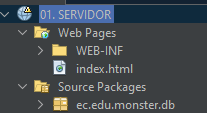 01. SERVIDOR
Web Pages
WEB-INF
index.html
Source Packages
ec.edu.monster.db